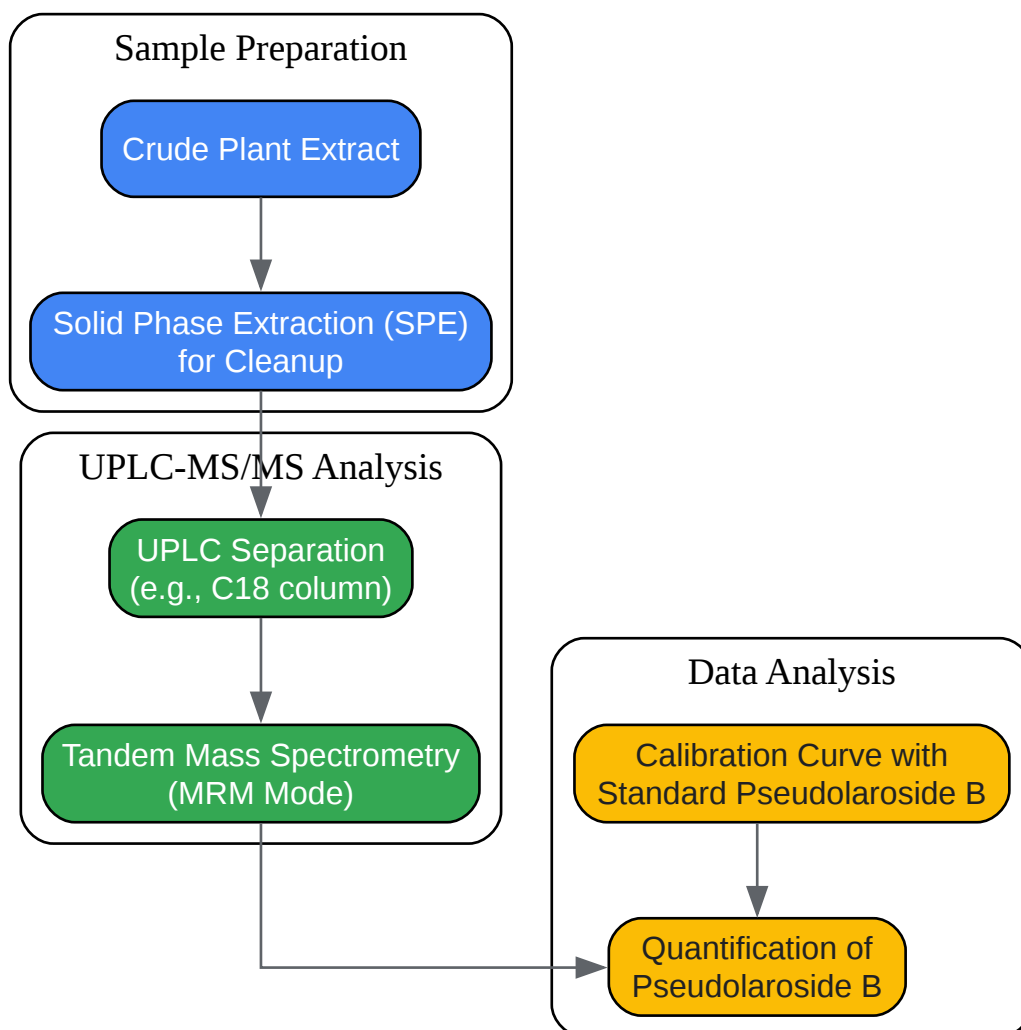 Sample Preparation
Crude Plant Extract
Solid Phase Extraction (SPE)
for Cleanup
UPLC-MS/MS Analysis
UPLC Separation
(e.g., C18 column)
Tandem Mass Spectrometry
(MRM Mode)
Data Analysis
Calibration Curve with
Standard Pseudolaroside B
Quantification of
Pseudolaroside B